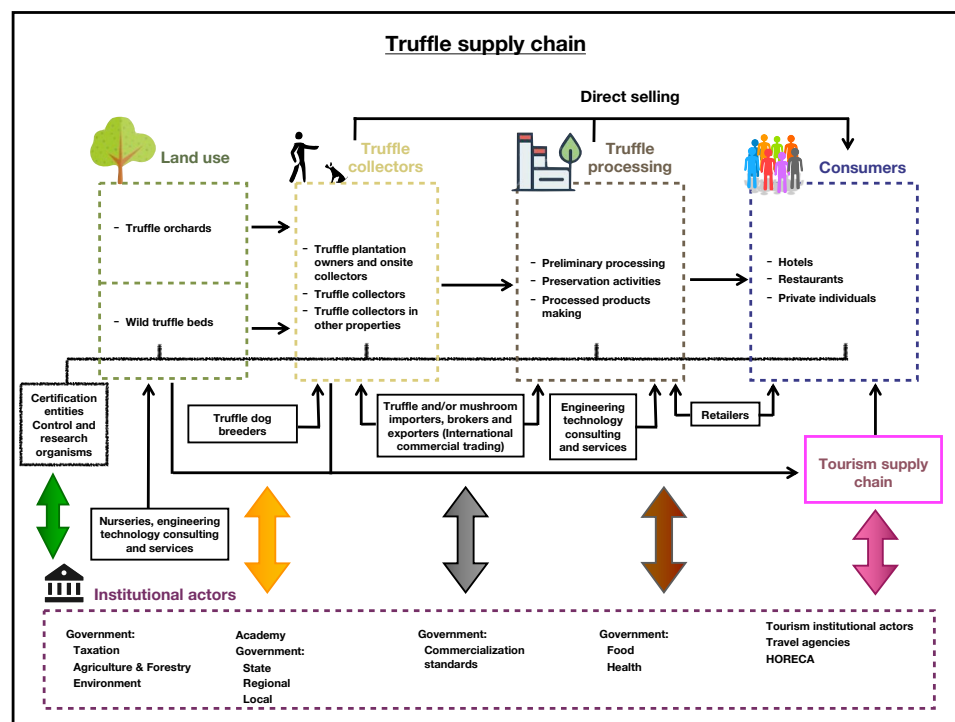 Truffle supply chain
Direct selling
Land use
Truffle
collectors
Truffle
processing
Consumers
- Truffle orchards
- Wild truffle beds
- Truffle plantation
owners and onsite
collectors
- Truffle collectors
- Truffle collectors in
other properties
- Preliminary processing
- Preservation activities
- Processed products
making
- Hotels
- Restaurants
- Private individuals
Certification
entities
Control and
research
organisms
Truffle dog
breeders
Truffle and/or mushroom
importers, brokers and
exporters (International
commercial trading)
Engineering
technology
consulting
and services
Retailers
Tourism supply
chain
Nurseries, engineering
technology consulting
and services
Institutional actors
Government:
Taxation
Agriculture & Forestry
Environment
Academy
Government:
State
Regional
Local
Government:
Commercialization
standards
Government:
Food
Health
Tourism institutional actors
Travel agencies
HORECA